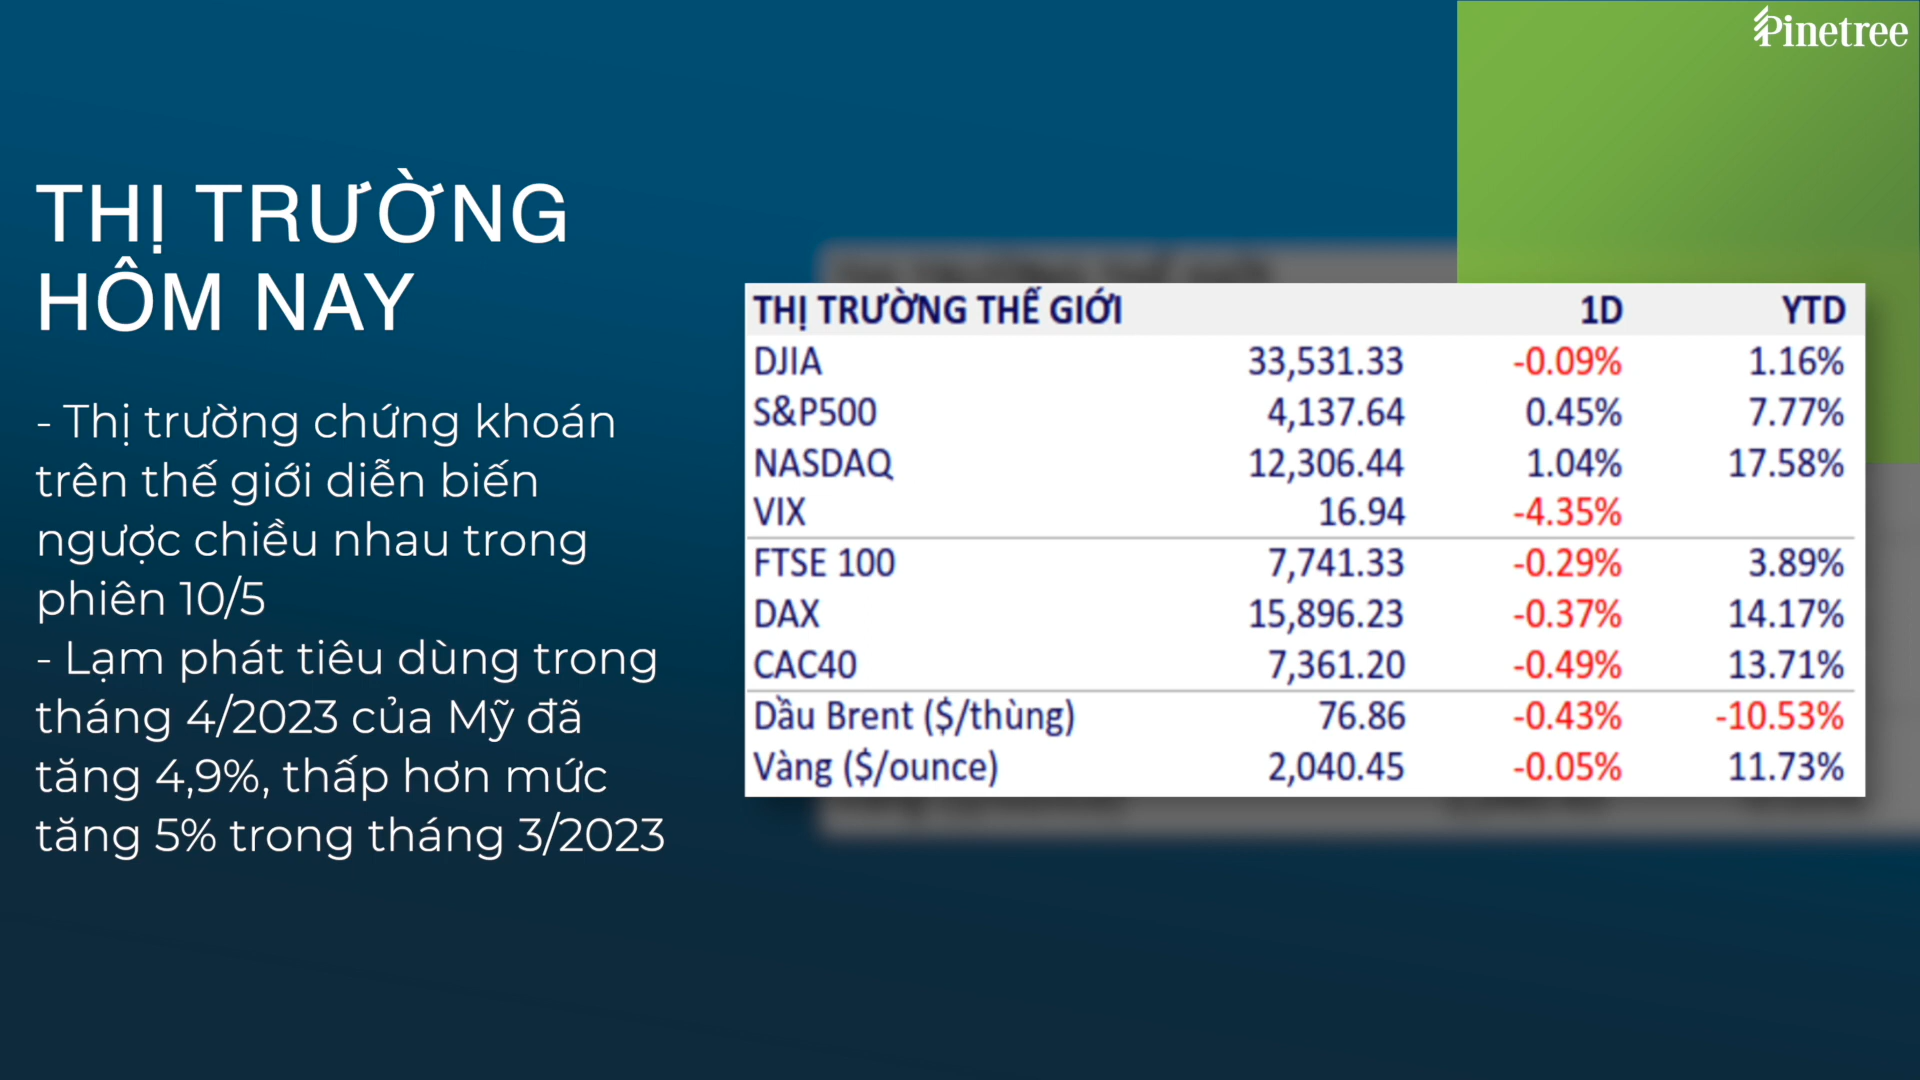 Pinetree
THỊ TRƯỜNG
HÔM NAY
- Thị trường chứng khoán
trên thế giới diễn biến
ngược chiều nhau trong
phiên 10/5
- Lạm phát tiêu dùng trong
tháng 4/2023 của Mỹ đã
tăng 4,9%, thấp hơn mức
tăng 5% trong tháng 3/2023
THỊ TRƯỜNG THẾ GIỚI 1D YTD
DJIA 33,531.33 -0.09% 1.16%
S&P500 4,137.64 0.45% 7.77%
NASDAQ 12,306.44 1.04% 17.58%
VIX 16.94 -4.35%
FTSE 100 7,741.33 -0.29% 3.89%
DAX 15,896.23 -0.37% 14.17%
CAC40 7,361.20 -0.49% 13.71%
Dầu Brent ($/thùng) 76.86 -0.43% -10.53%
Vàng ($/ounce) 2,040.45 -0.05% 11.73%